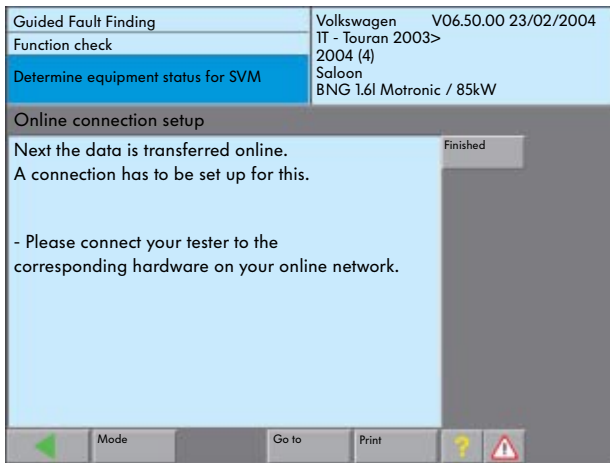 Guided Fault Finding
Function check
Determine equipment status for SVM
Volkswagen V06.50.00 23/02/2004
1T - Touran 2003>
2004 (4)
Saloon
BNG 1.6l Motronic / 85kW
Online connection setup
Next the data is transferred online.
A connection has to be set up for this.
- Please connect your tester to the
corresponding hardware on your online network.
Finished
Mode
Go to
Print
?